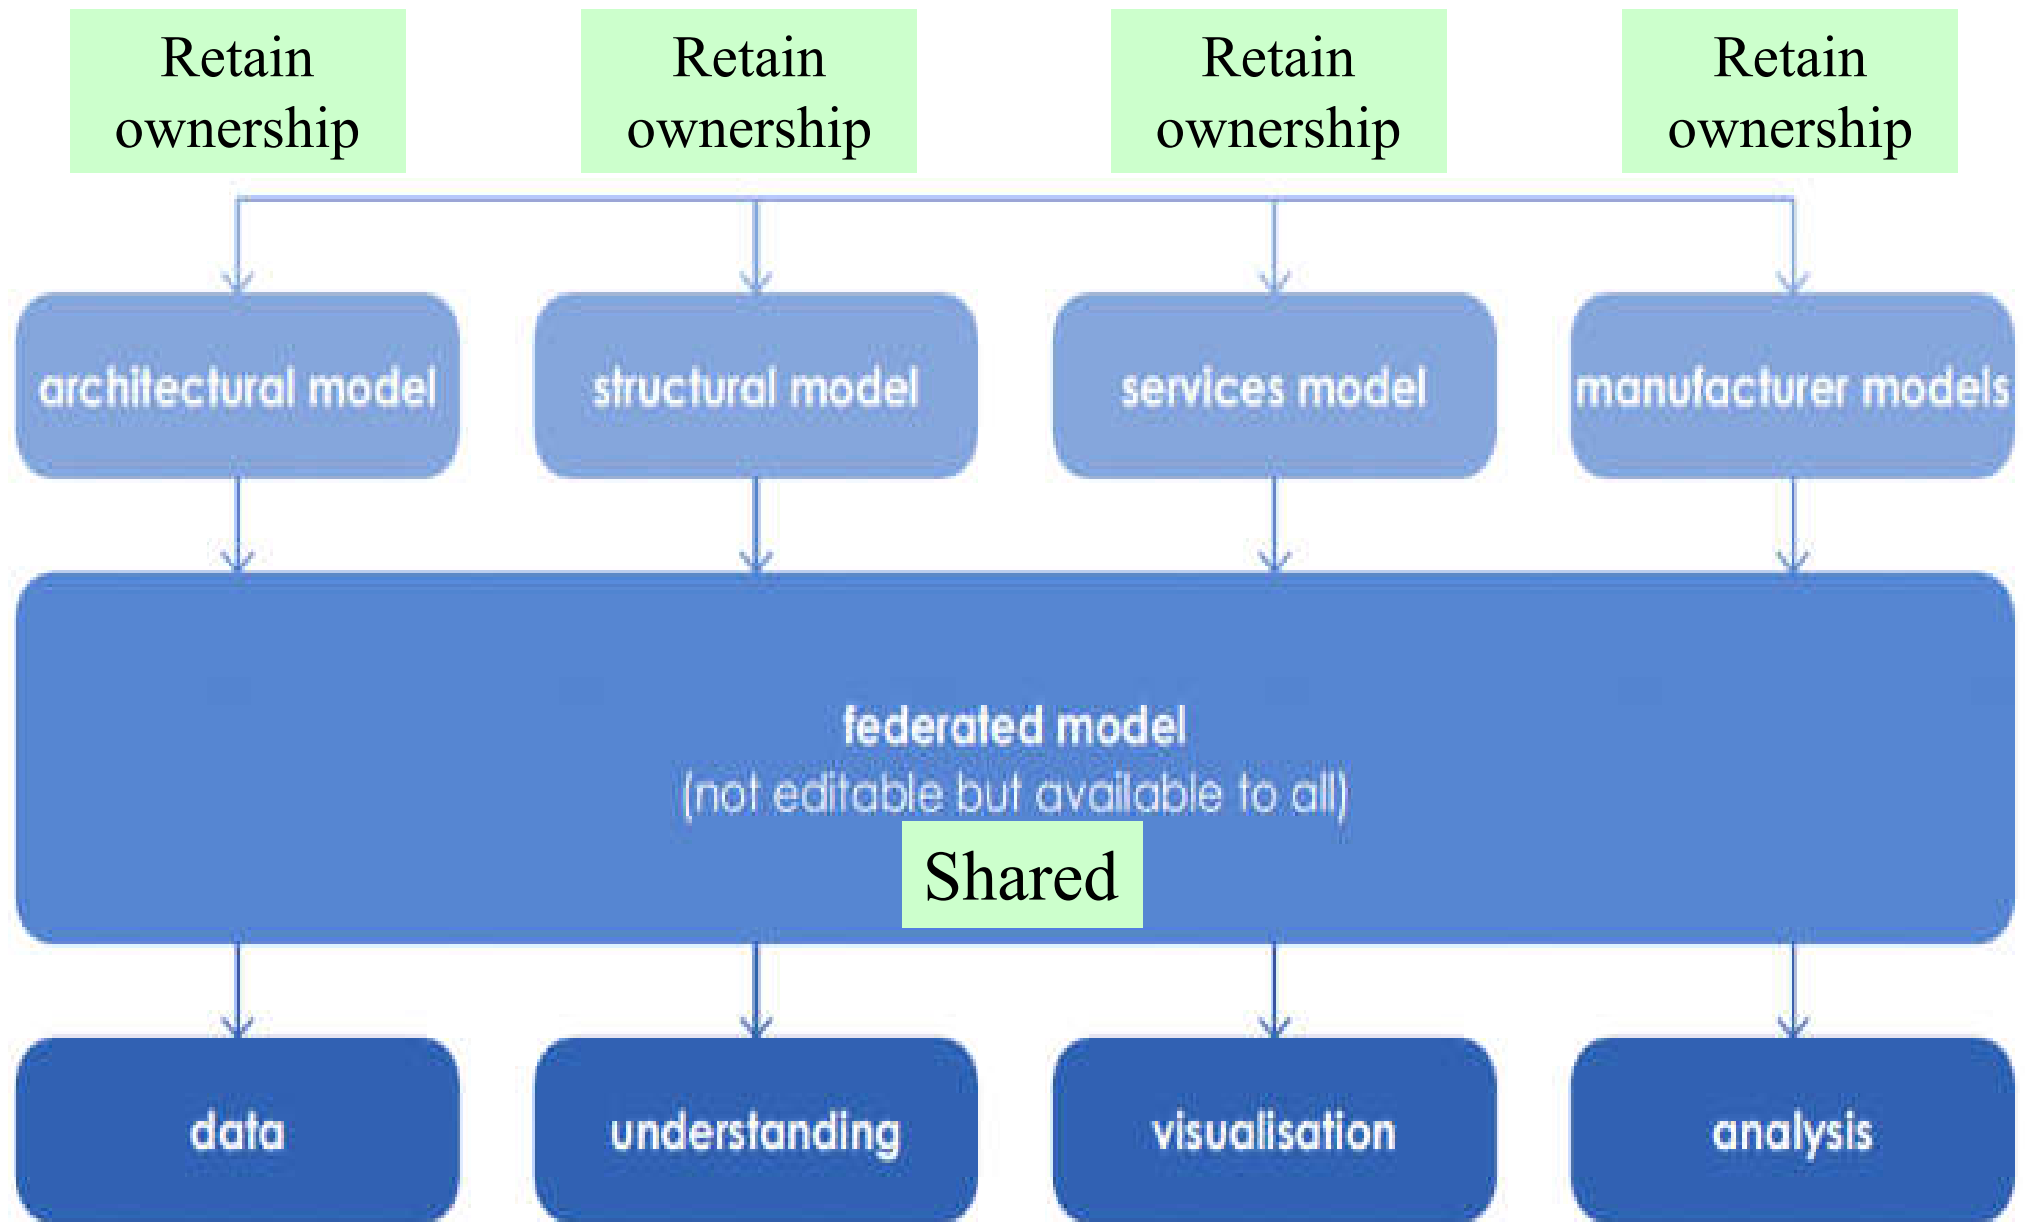 Retain
ownership
Retain
ownership
Retain
ownership
Retain
ownership
architectural model
structural model
services model
manufacturer models
federated model
(not editable but available to all)
Shared
data
understanding
visualisation
analysis